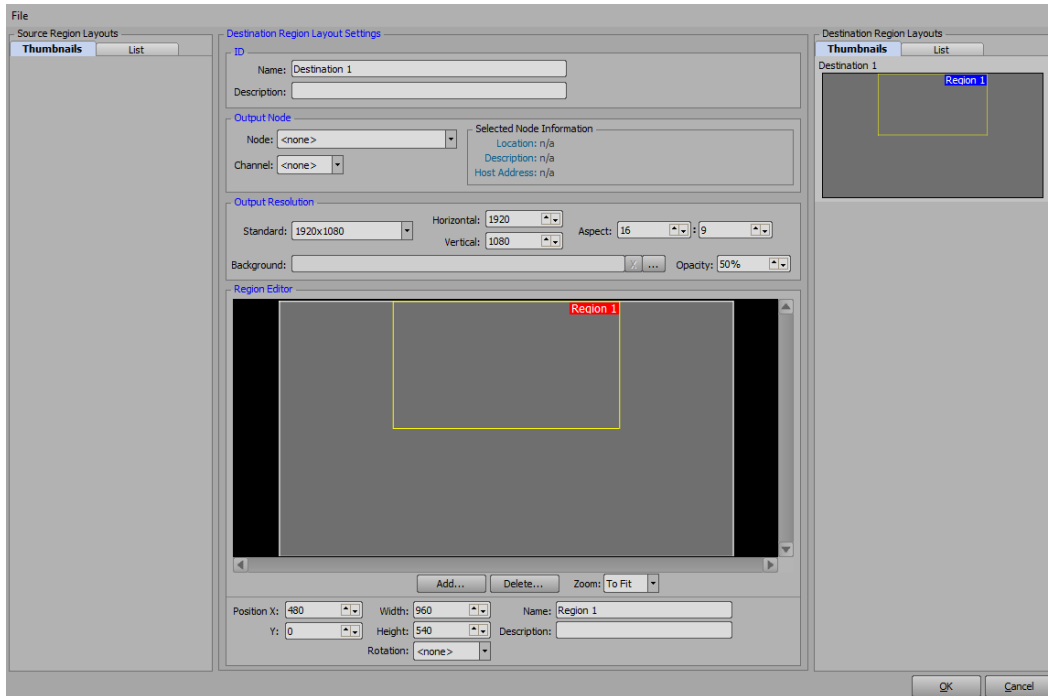 File
Source Region Layouts
Thumbnails List
Destination Region Layout Settings
ID
Name: Destination 1
Description:
Output Node
Node: <none>
Channel: <none>
Selected Node Information
Location: n/a
Description: n/a
Host Address: n/a
Output Resolution
Standard: 1920x1080
Horizontal: 1920
Vertical: 1080
Aspect: 16 : 9
Background: X ... Opacity: 50%
Region Editor
Region 1
Add... Delete... Zoom: To Fit
Position X: 480 Width: 960 Name: Region 1
Y: 0 Height: 540 Description:
Rotation: <none>
Destination Region Layouts
Thumbnails List
Destination 1
Region 1
OK Cancel